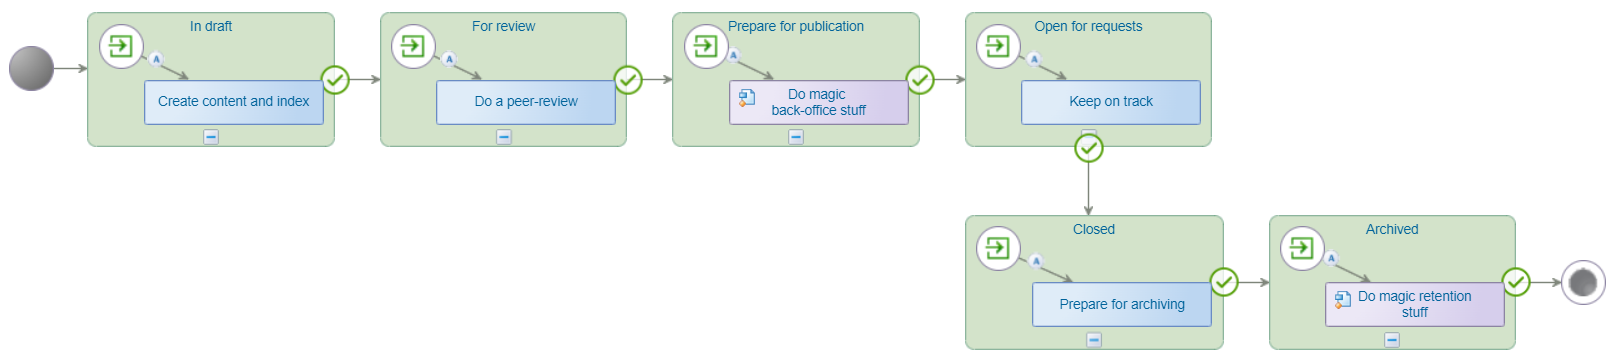 In draft
A
Create content and index
For review
A
Do a peer-review
Prepare for publication
A
Do magic
back-office stuff
Open for requests
A
Keep on track
Closed
A
Prepare for archiving
Archived
A
Do magic retention
stuff